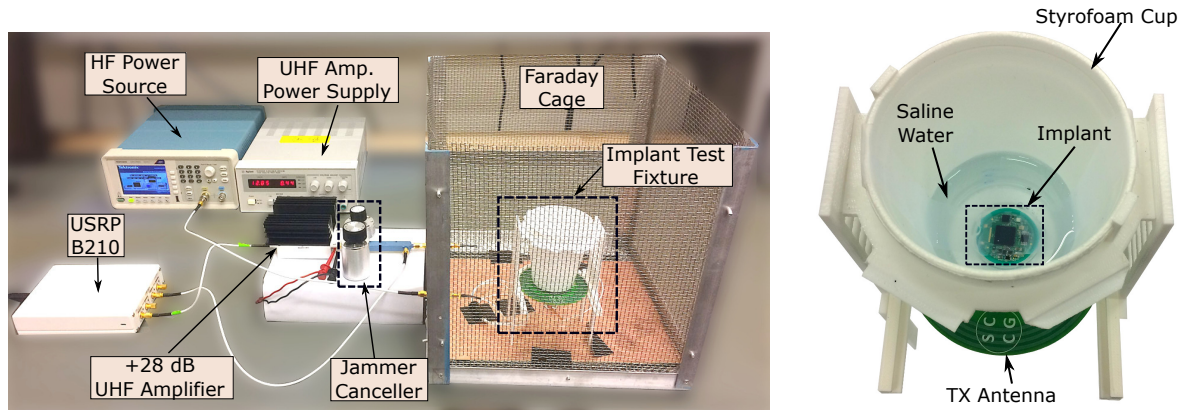 HF Power
Source
UHF Amp.
Power Supply
Faraday
Cage
Implant Test
Fixture
USRP
B210
+28 dB
UHF Amplifier
Jammer
Canceller
Styrofoam Cup
Saline
Water
Implant
S C
C G
TX Antenna
Tektronix